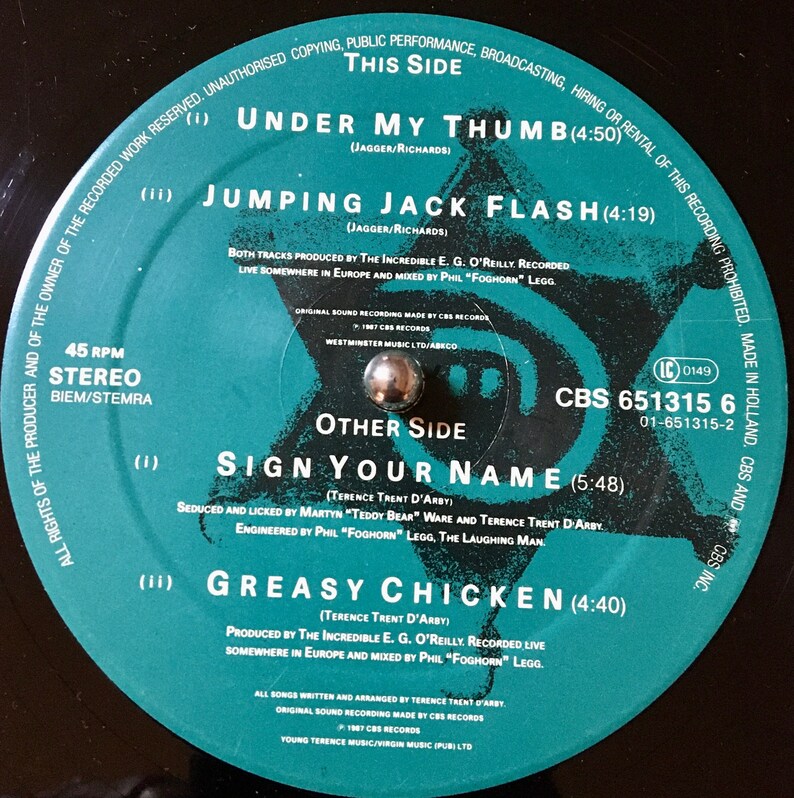 ALL RIGHTS OF THE PRODUCER AND OF THE OWNER OF THE RECORDED WORK RESERVED. UNAUTHORISED COPYING, PUBLIC PERFORMANCE, BROADCASTING, HIRING OR RENTAL OF THIS RECORDING PROHIBITED. MADE IN HOLLAND. CBS AND ARE CBS INC.
THIS SIDE
(i) UNDER MY THUMB (4:50)
(JAGGER/RICHARDS)
(ii) JUMPING JACK FLASH (4:19)
(JAGGER/RICHARDS)
BOTH TRACKS PRODUCED BY THE INCREDIBLE E. G. O'REILLY. RECORDED
LIVE SOMEWHERE IN EUROPE AND MIXED BY PHIL "FOGHORN" LEGG.
ORIGINAL SOUND RECORDING MADE BY CBS RECORDS
℗ 1987 CBS RECORDS
WESTMINSTER MUSIC LTD/ABKCO
45 RPM
STEREO
BIEM/STEMRA
LC 0149
CBS 651315 6
01-651315-2
OTHER SIDE
(i) SIGN YOUR NAME (5:48)
(TERENCE TRENT D'ARBY)
SEDUCED AND LICKED BY MARTYN "TEDDY BEAR" WARE AND TERENCE TRENT D'ARBY.
ENGINEERED BY PHIL "FOGHORN" LEGG, THE LAUGHING MAN.
(ii) GREASY CHICKEN (4:40)
(TERENCE TRENT D'ARBY)
PRODUCED BY THE INCREDIBLE E. G. O'REILLY. RECORDED LIVE
SOMEWHERE IN EUROPE AND MIXED BY PHIL "FOGHORN" LEGG.
ALL SONGS WRITTEN AND ARRANGED BY TERENCE TRENT D'ARBY.
ORIGINAL SOUND RECORDING MADE BY CBS RECORDS
℗ 1987 CBS RECORDS
YOUNG TERENCE MUSIC/VIRGIN MUSIC (PUB) LTD